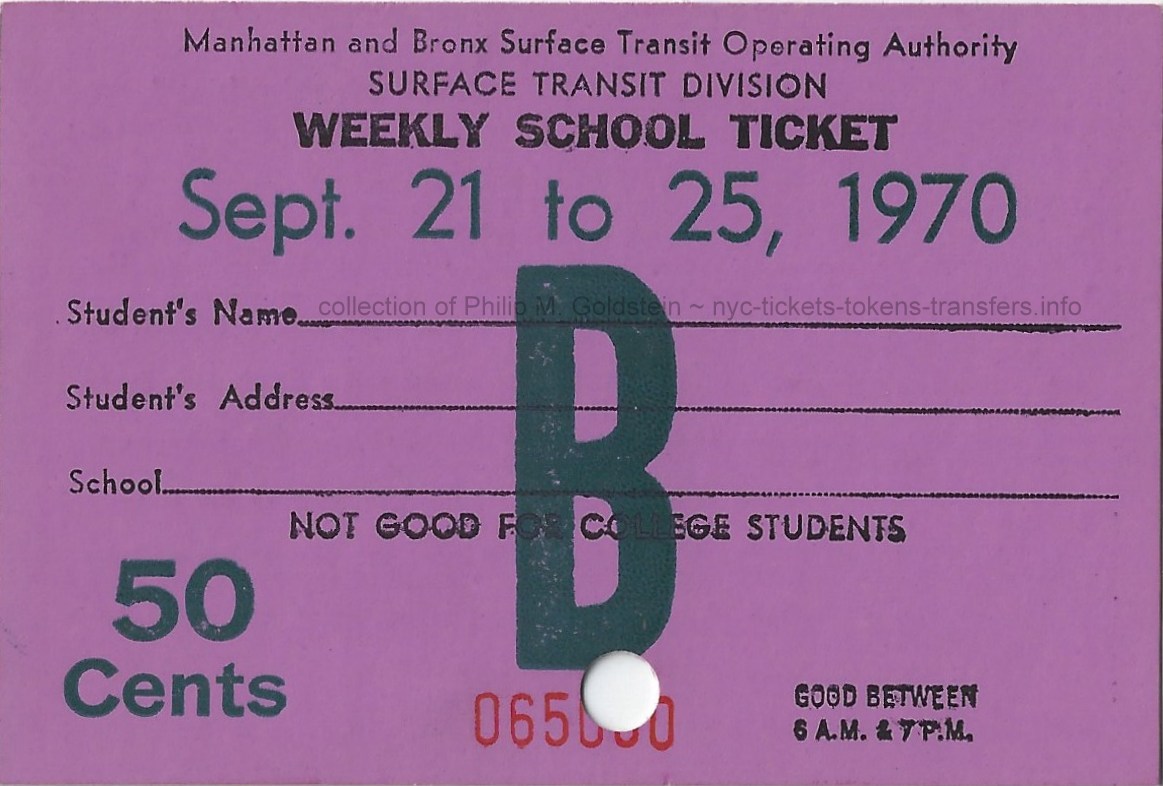 Manhattan and Bronx Surface Transit Operating Authority
SURFACE TRANSIT DIVISION
WEEKLY SCHOOL TICKET
Sept. 21 to 25, 1970
Student's Name
collection of Philip M. Goldstein ~ nyc-tickets-tokens-transfers.info
Student's Address
School
B
NOT GOOD FOR COLLEGE STUDENTS
50
Cents
GOOD BETWEEN
6 A.M. & 7 P.M.